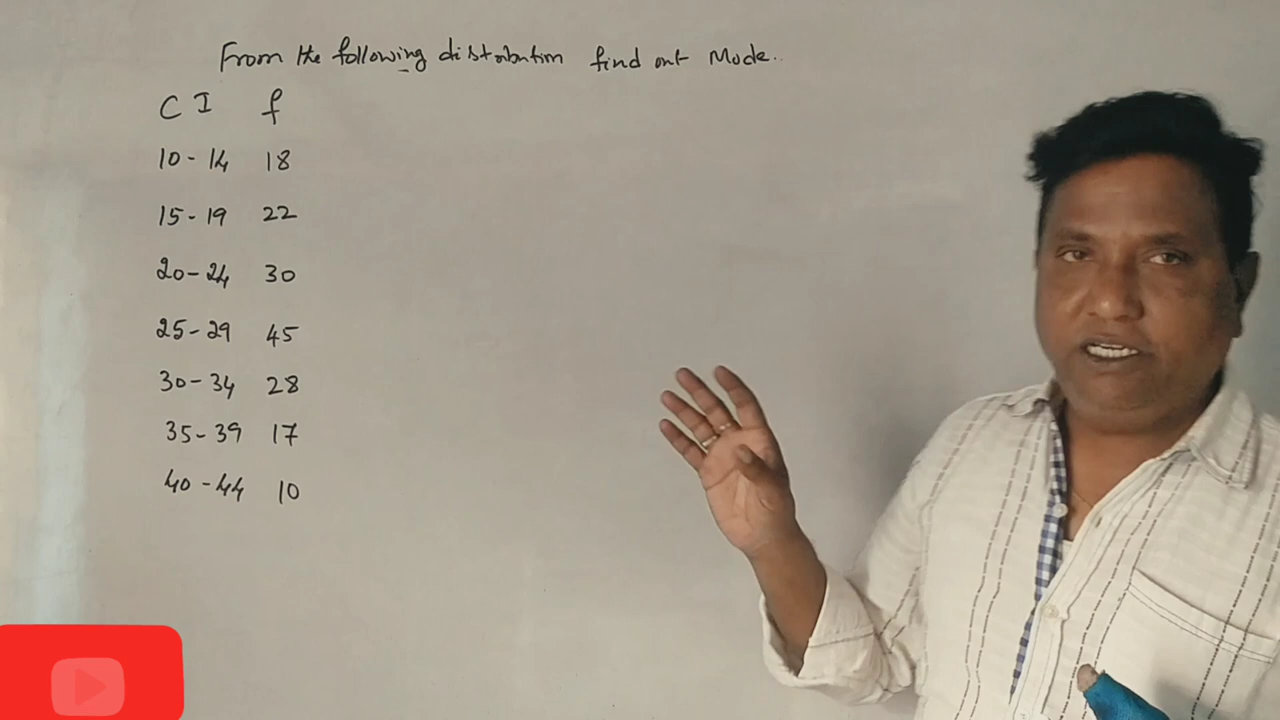 From the following distribution find out Mode..
C I f
10 - 14 18
15 - 19 22
20 - 24 30
25 - 29 45
30 - 34 28
35 - 39 17
40 - 44 10